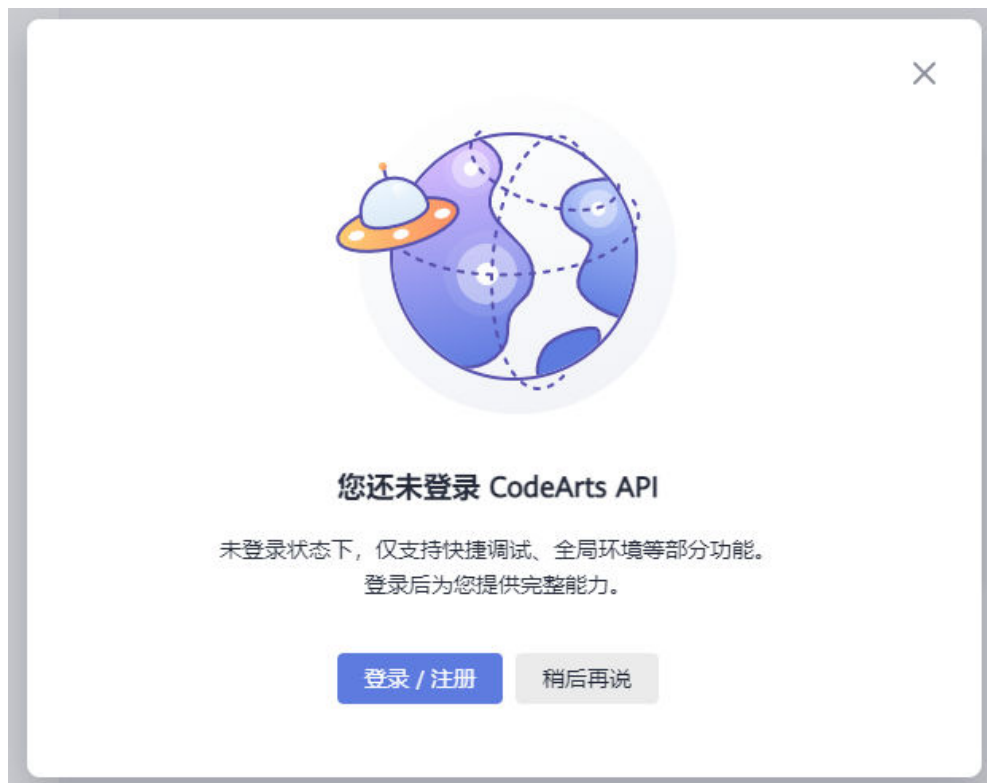 您还未登录 CodeArts API
未登录状态下，仅支持快捷调试、全局环境等部分功能。
登录后为您提供完整能力。
登录 / 注册
稍后再说